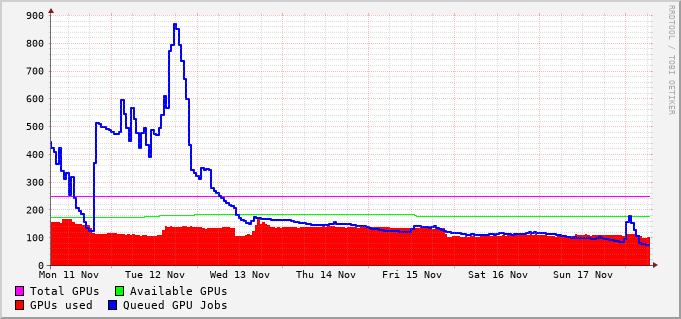 900
800
700
600
500
400
300
200
100
0
Mon 11 Nov Tue 12 Nov Wed 13 Nov Thu 14 Nov Fri 15 Nov Sat 16 Nov Sun 17 Nov
Total GPUs Available GPUs
GPUs used Queued GPU Jobs
RRDTOOL / TOBI OETIKER